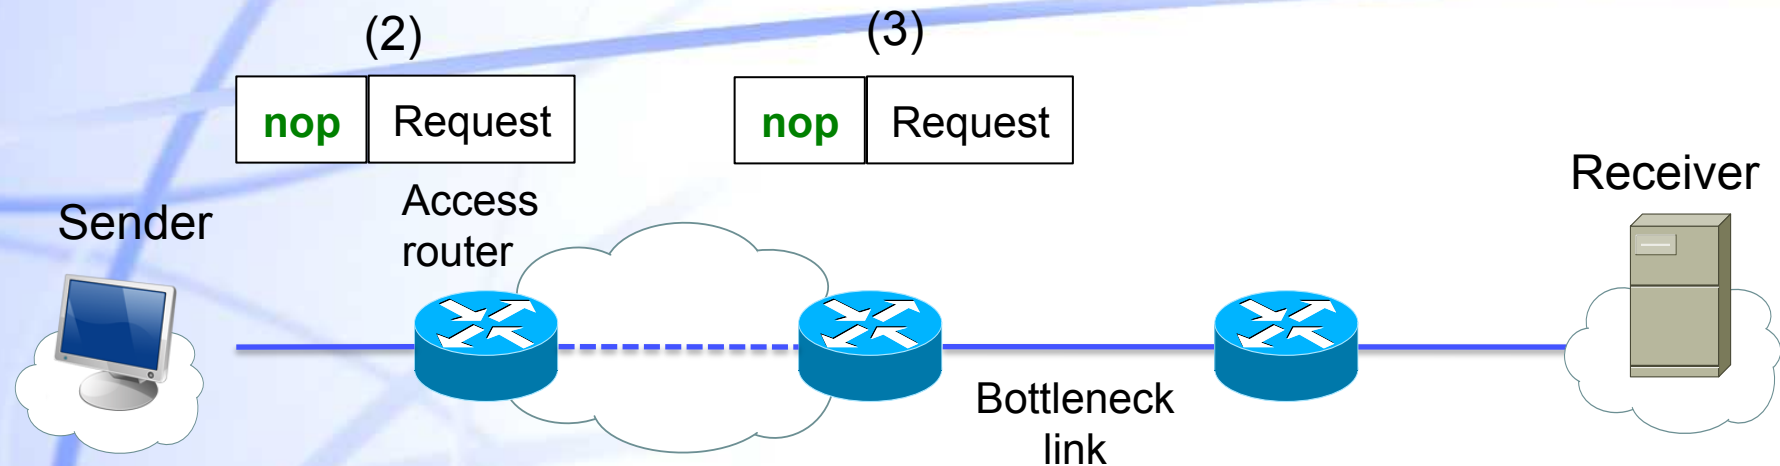 (2)
(3)
nop Request
nop Request
Receiver
Sender
Access
router
Bottleneck
link